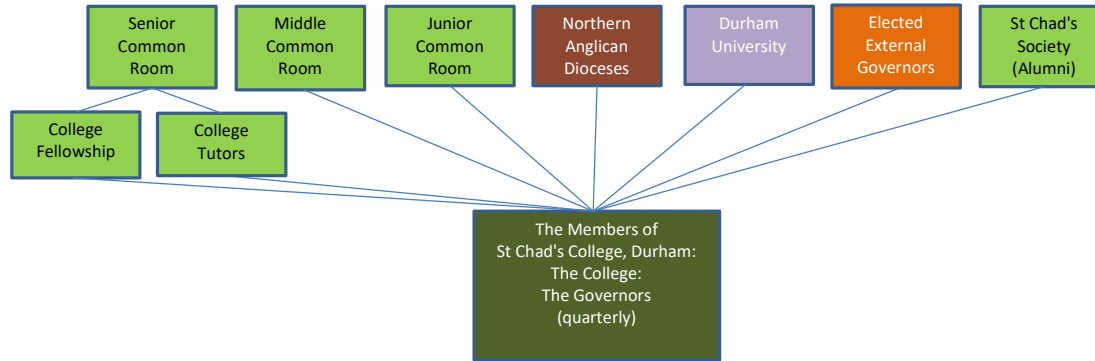 Senior
Common
Room
Middle
Common
Room
Junior
Common
Room
Northern
Anglican
Dioceses
Durham
University
Elected
External
Governors
St Chad's
Society
(Alumni)
College
Fellowship
College
Tutors
The Members of
St Chad's College, Durham:
The College:
The Governors
(quarterly)